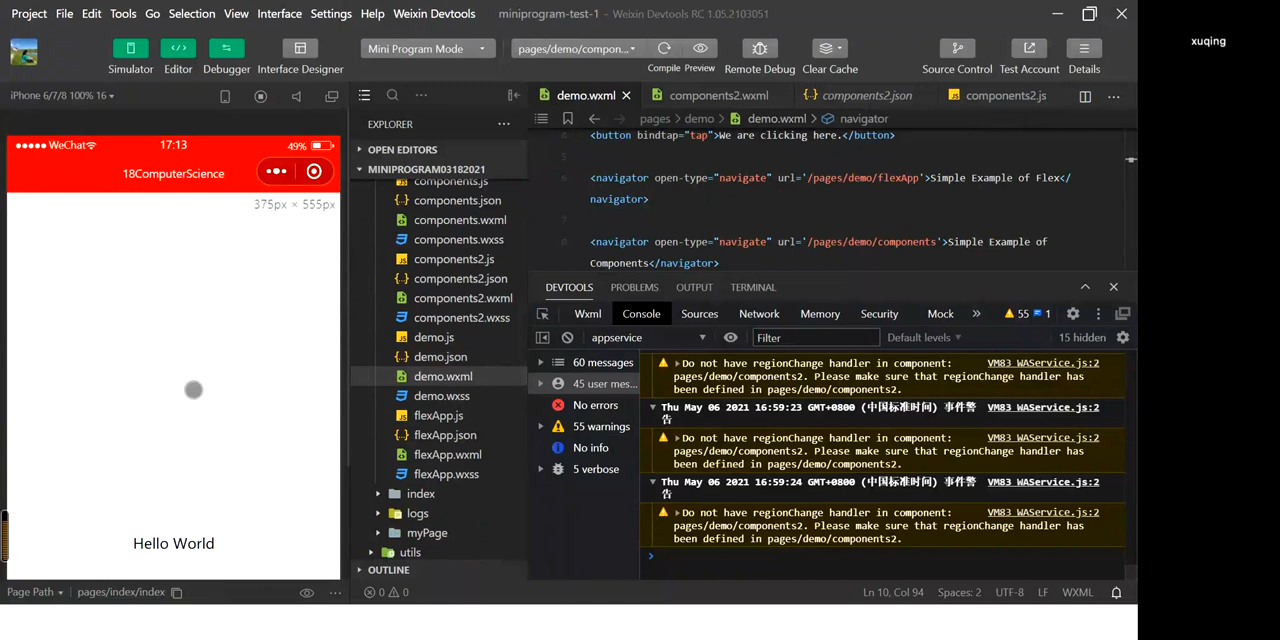 Project File Edit Tools Go Selection View Interface Settings Help Weixin Devtools miniprogram-test-1 Weixin Devtools RC 1.05.2103051
xuqing
Mini Program Mode pages/demo/compon...
Simulator Editor Debugger Interface Designer Compile Preview Remote Debug Clear Cache Source Control Test Account Details
iPhone 6/7/8 100% 16
WeChat 17:13 49%
18ComputerScience
375px × 555px
Hello World
Page Path pages/index/index
EXPLORER
OPEN EDITORS
MINIPROGRAM03182021
components.js
components.json
components.wxml
components.wxss
components2.js
components2.json
components2.wxml
components2.wxss
demo.js
demo.json
demo.wxml
demo.wxss
flexApp.js
flexApp.json
flexApp.wxml
flexApp.wxss
index
logs
myPage
utils
OUTLINE
0 0
demo.wxml components2.wxml components2.json components2.js
pages demo demo.wxml navigator
<button bindtap="tap">We are clicking here.</button>
5
6 <navigator open-type="navigate" url='/pages/demo/flexApp'>Simple Example of Flex</
navigator>
7
8 <navigator open-type="navigate" url='/pages/demo/components'>Simple Example of
Components</navigator>
DEVTOOLS PROBLEMS OUTPUT TERMINAL
Wxml Console Sources Network Memory Security Mock 55 1
appservice Filter Default levels 15 hidden
60 messages
45 user mes...
No errors
55 warnings
No info
5 verbose
Do not have regionChange handler in component: VM83 WAService.js:2
pages/demo/components2. Please make sure that regionChange handler has
been defined in pages/demo/components2.
Thu May 06 2021 16:59:23 GMT+0800 (中国标准时间) 事件警 VM83 WAService.js:2
告
Do not have regionChange handler in component: VM83 WAService.js:2
pages/demo/components2. Please make sure that regionChange handler has
been defined in pages/demo/components2.
Thu May 06 2021 16:59:24 GMT+0800 (中国标准时间) 事件警 VM83 WAService.js:2
告
Do not have regionChange handler in component: VM83 WAService.js:2
pages/demo/components2. Please make sure that regionChange handler has
been defined in pages/demo/components2.
Ln 10, Col 94 Spaces: 2 UTF-8 LF WXML